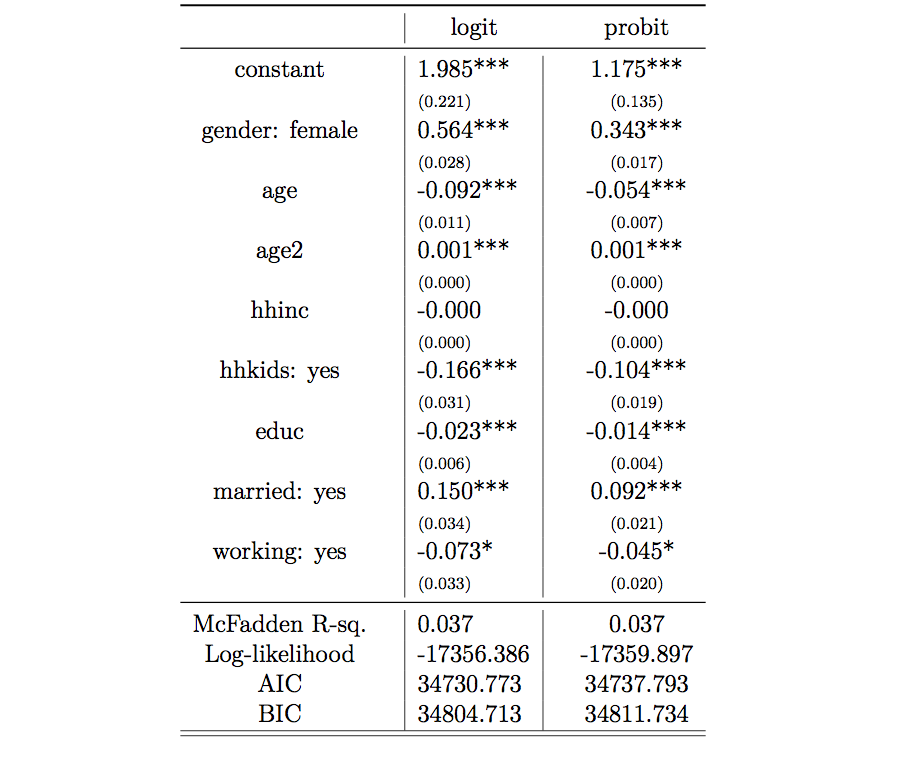 logit probit
constant 1.985*** 1.175***
(0.221) (0.135)
gender: female 0.564*** 0.343***
(0.028) (0.017)
age -0.092*** -0.054***
(0.011) (0.007)
age2 0.001*** 0.001***
(0.000) (0.000)
hhinc -0.000 -0.000
(0.000) (0.000)
hhkids: yes -0.166*** -0.104***
(0.031) (0.019)
educ -0.023*** -0.014***
(0.006) (0.004)
married: yes 0.150*** 0.092***
(0.034) (0.021)
working: yes -0.073* -0.045*
(0.033) (0.020)
McFadden R-sq. 0.037 0.037
Log-likelihood -17356.386 -17359.897
AIC 34730.773 34737.793
BIC 34804.713 34811.734